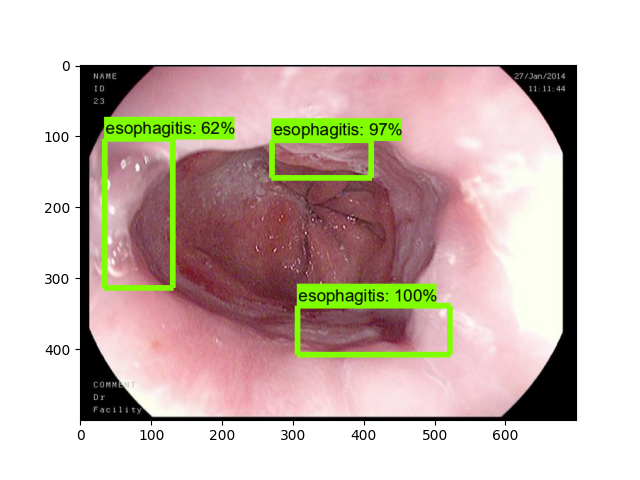 0
100
200
300
400
0
100
200
300
400
500
600
NAME
ID
23
27/Jan/2014
11:11:44
esophagitis: 62%
esophagitis: 97%
esophagitis: 100%
COMMENT
Dr
Facility